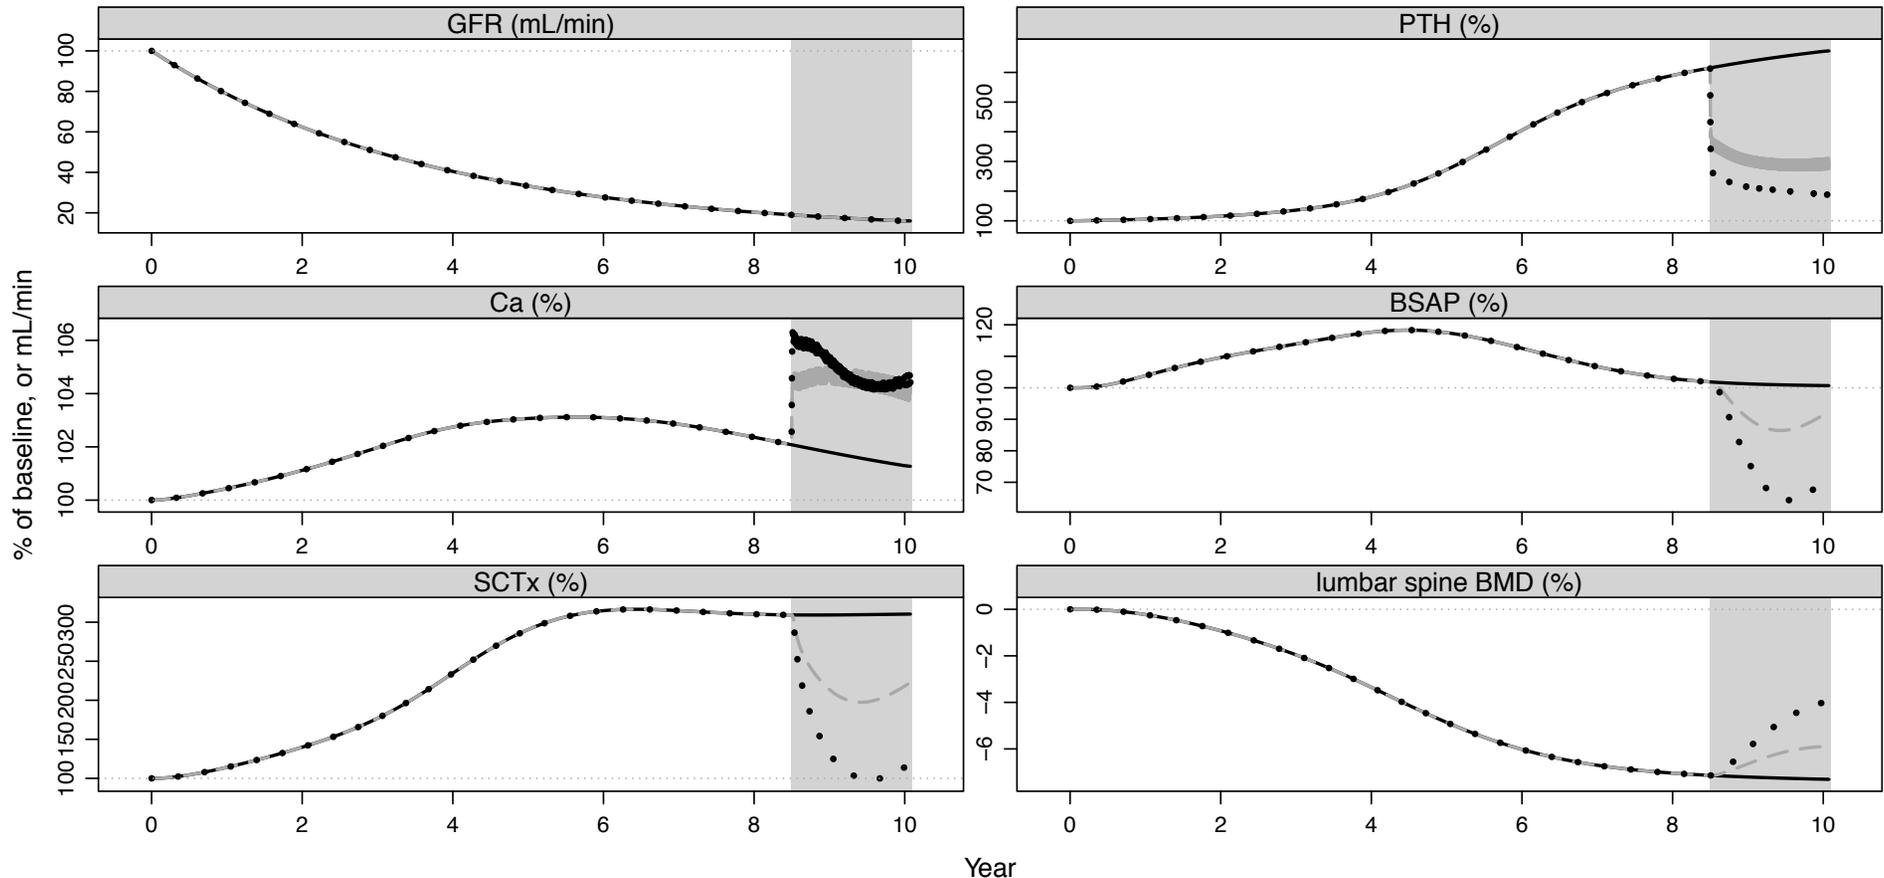 GFR (mL/min)
100
80
60
40
20
0 2 4 6 8 10
PTH (%)
500
300
100
0 2 4 6 8 10
Ca (%)
106
104
102
100
0 2 4 6 8 10
BSAP (%)
120
100
90
80
70
0 2 4 6 8 10
SCTx (%)
300
250
200
150
100
0 2 4 6 8 10
lumbar spine BMD (%)
0
−2
−4
−6
0 2 4 6 8 10
% of baseline, or mL/min
Year